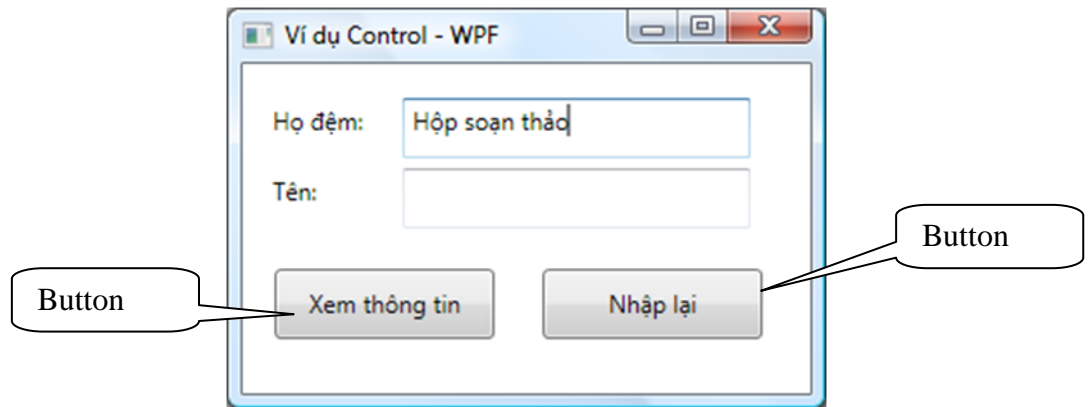 Ví dụ Control - WPF
Họ đệm:
Hộp soạn thảo
Tên:
Button
Button
Xem thông tin
Nhập lại